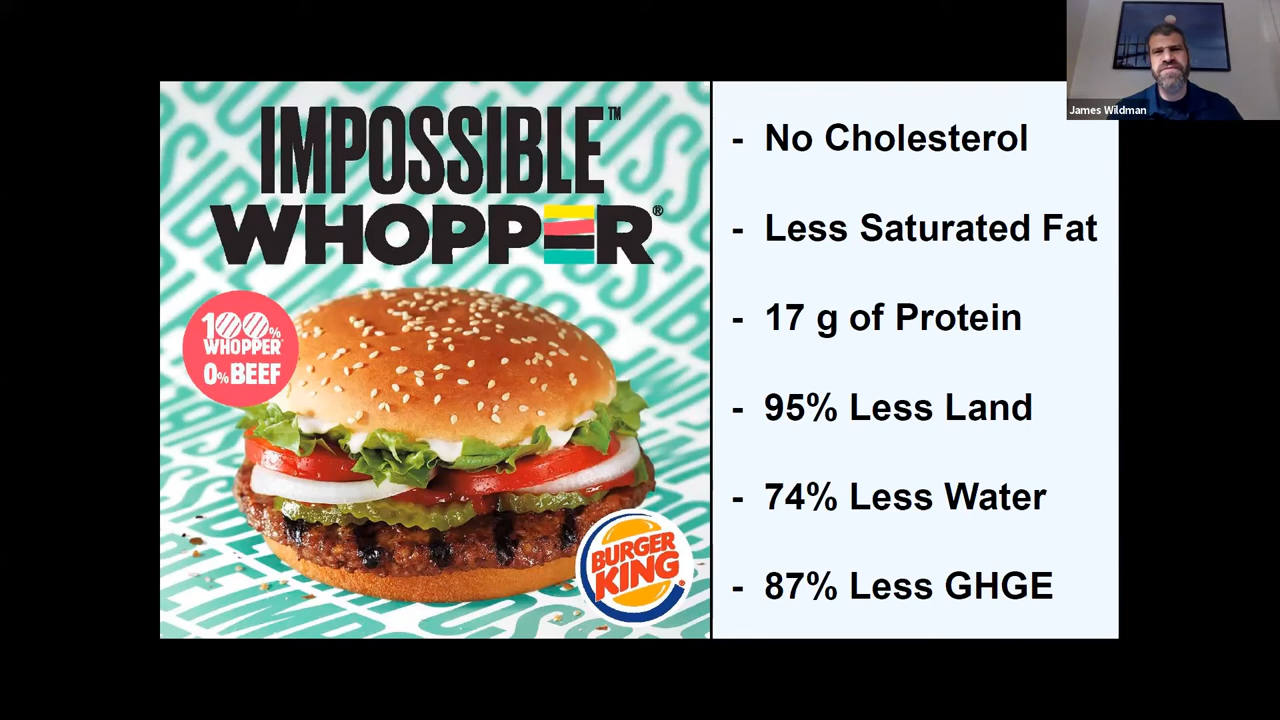 IMPOSSIBLE™
WHOPPER®
100%
WHOPPER
0% BEEF
BURGER
KING®
- No Cholesterol
- Less Saturated Fat
- 17 g of Protein
- 95% Less Land
- 74% Less Water
- 87% Less GHGE
James Wildman